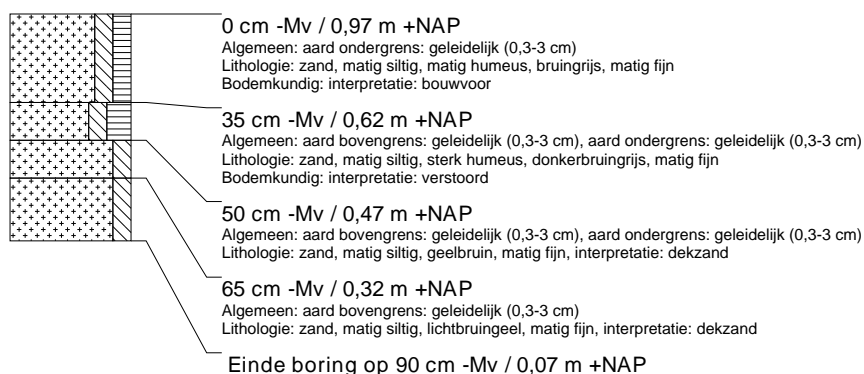 0 cm -Mv / 0,97 m +NAP
Algemeen: aard ondergrens: geleidelijk (0,3-3 cm)
Lithologie: zand, matig siltig, matig humeus, bruingrijs, matig fijn
Bodemkundig: interpretatie: bouwvoor
35 cm -Mv / 0,62 m +NAP
Algemeen: aard bovengrens: geleidelijk (0,3-3 cm), aard ondergrens: geleidelijk (0,3-3 cm)
Lithologie: zand, matig siltig, sterk humeus, donkerbruingrijs, matig fijn
Bodemkundig: interpretatie: verstoord
50 cm -Mv / 0,47 m +NAP
Algemeen: aard bovengrens: geleidelijk (0,3-3 cm), aard ondergrens: geleidelijk (0,3-3 cm)
Lithologie: zand, matig siltig, geelbruin, matig fijn, interpretatie: dekzand
65 cm -Mv / 0,32 m +NAP
Algemeen: aard bovengrens: geleidelijk (0,3-3 cm)
Lithologie: zand, matig siltig, lichtbruingeel, matig fijn, interpretatie: dekzand
Einde boring op 90 cm -Mv / 0,07 m +NAP